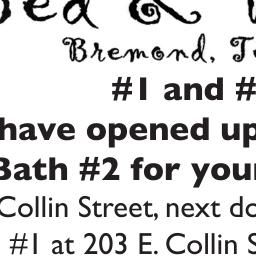 &
Bremond,
#1 and #
have opened up
Bath #2 for your
Collin Street, next do
#1 at 203 E. Collin S